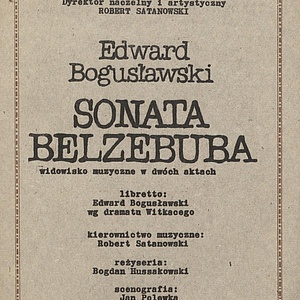 Dyrektor naczelny i artystyczny
ROBERT SATANOWSKI
Edward
Bogusławski
SONATA
BELZEBUBA
widowisko muzyczne w dwóch aktach
libretto:
Edward Bogusławski
wg dramatu Witkacego
kierownictwo muzyczne:
Robert Satanowski
reżyseria:
Bogdan Hussakowski
scenografia:
Jan Polewka